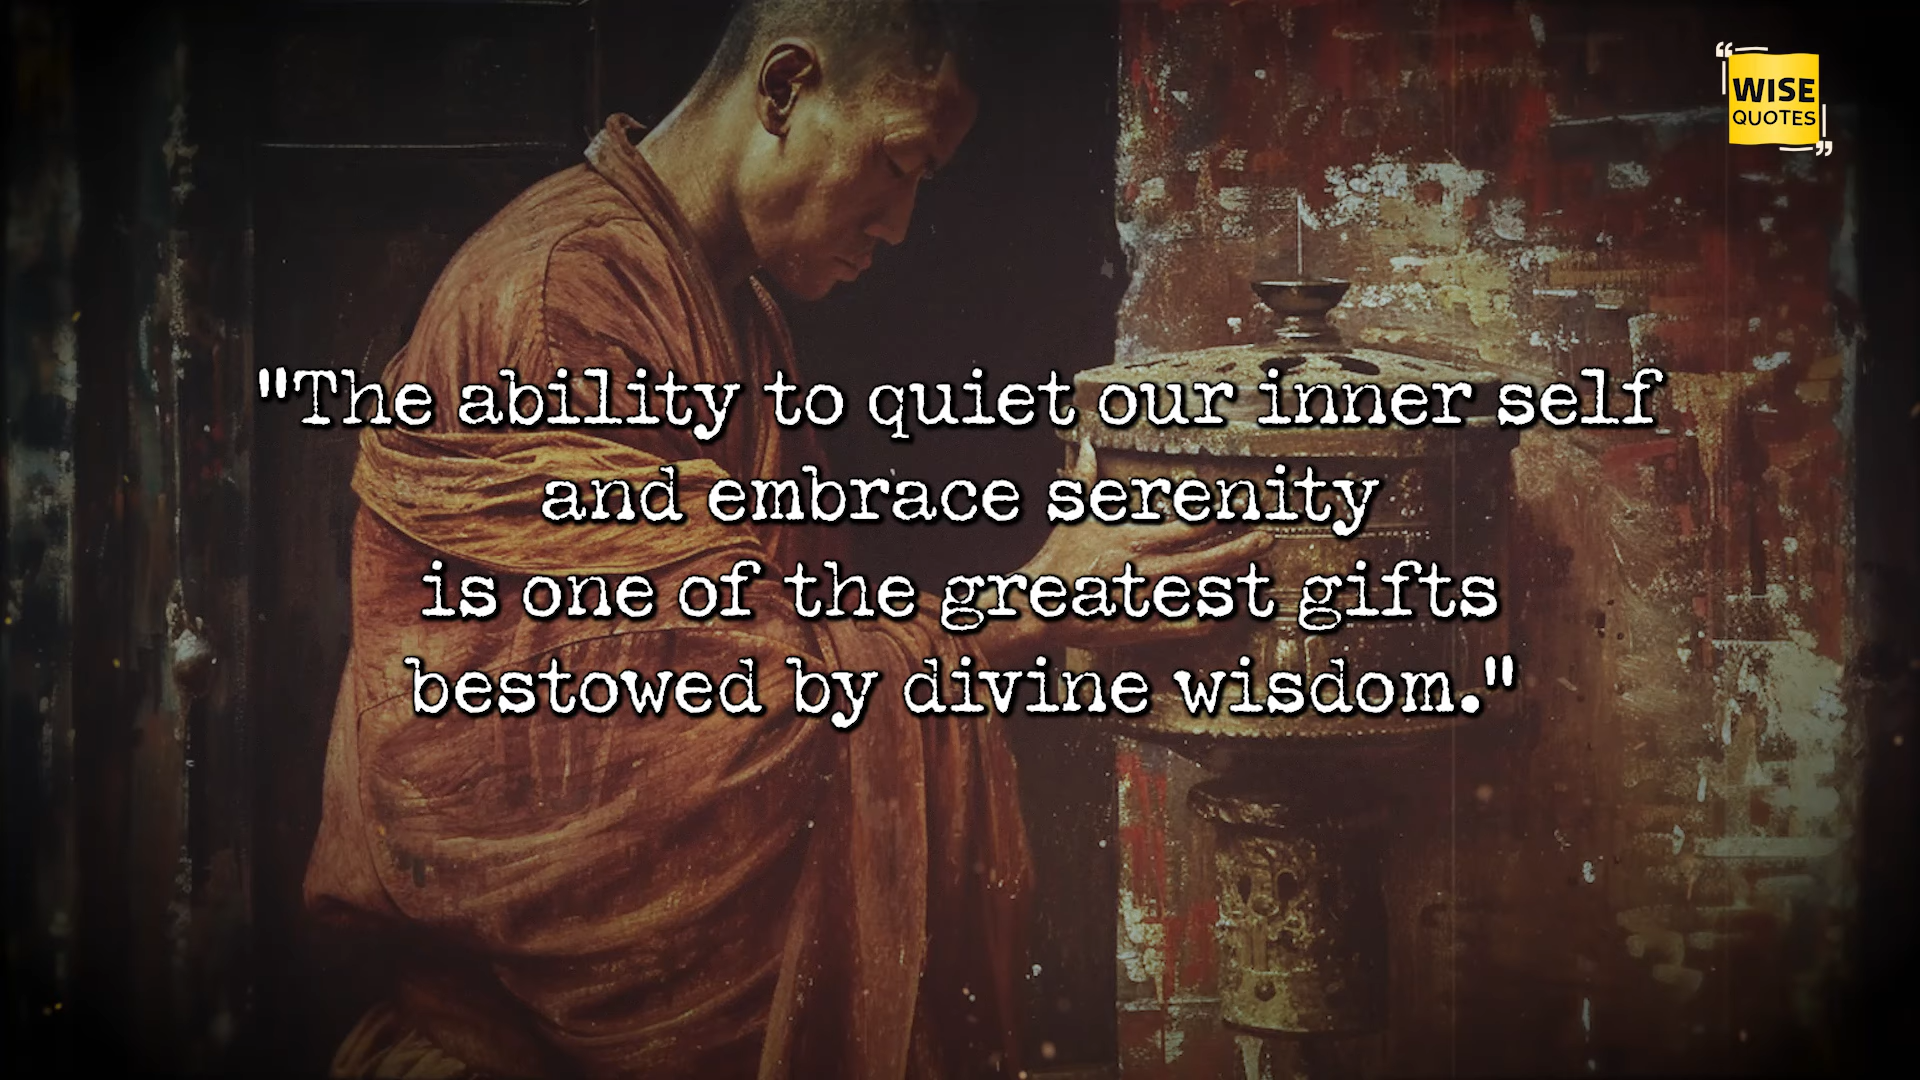 WISE
QUOTES
"The ability to quiet our inner self
and embrace serenity
is one of the greatest gifts
bestowed by divine wisdom."